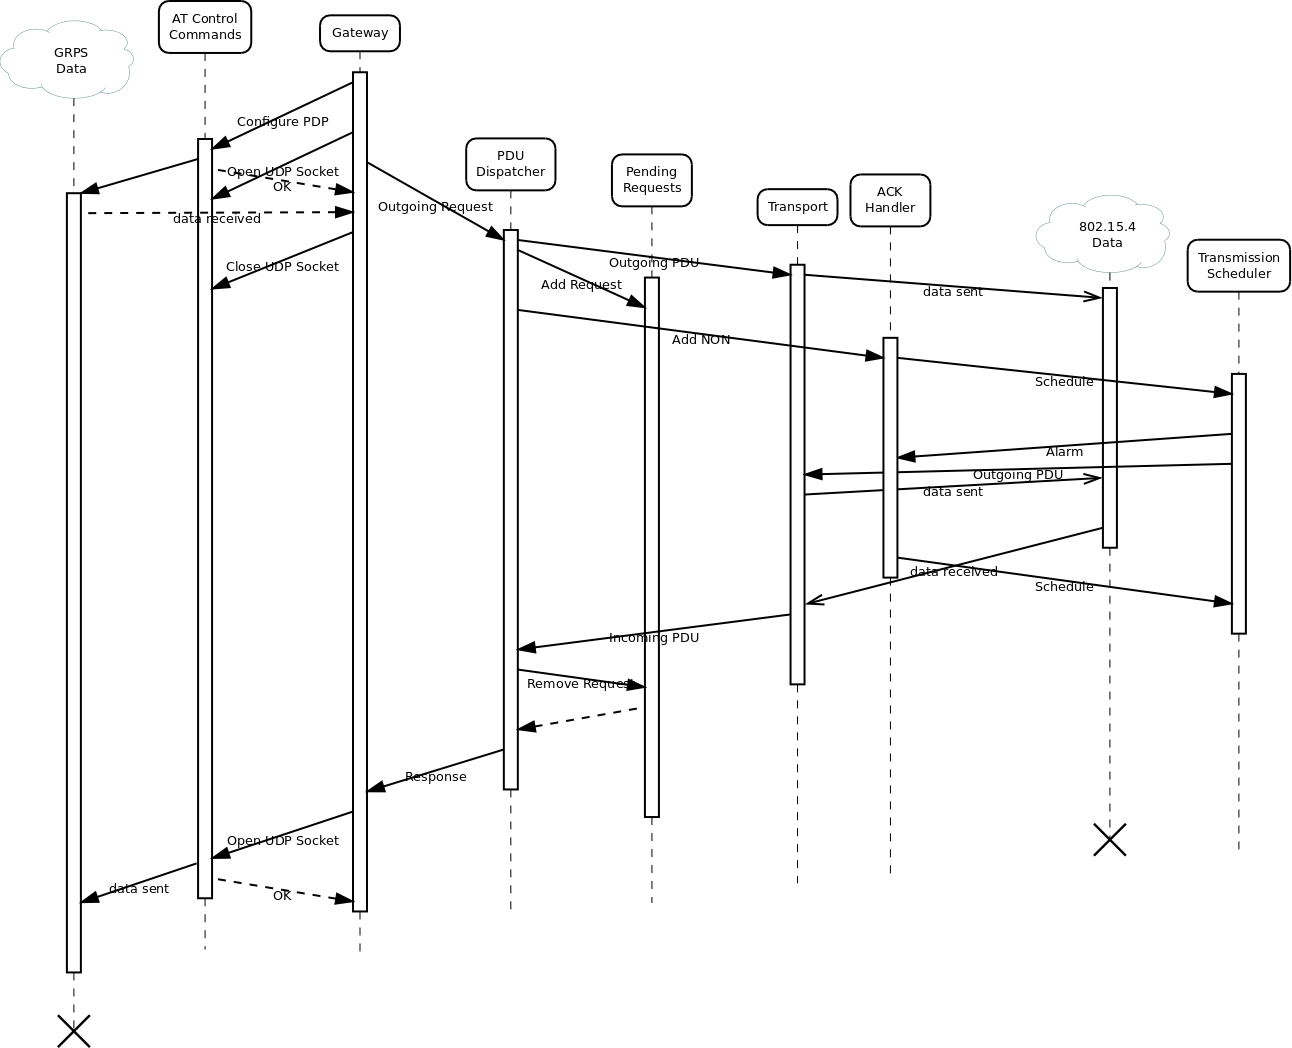 AT Control
Commands
Gateway
GRPS
Data
Configure PDP
PDU
Dispatcher
Pending
Requests
Open UDP Socket
OK
ACK
Handler
Transport
Outgoing Request
data received
802.15.4
Data
Transmission
Scheduler
Close UDP Socket
Outgoing PDU
Add Request
data sent
Add NON
Schedule
Alarm
Outgoing PDU
data sent
data received
Schedule
Incoming PDU
Remove Request
Response
Open UDP Socket
data sent
OK